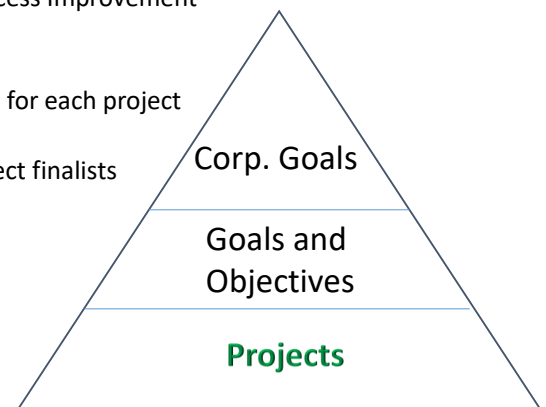 cess Improvement
for each project
ect finalists
Corp. Goals
Goals and
Objectives
Projects